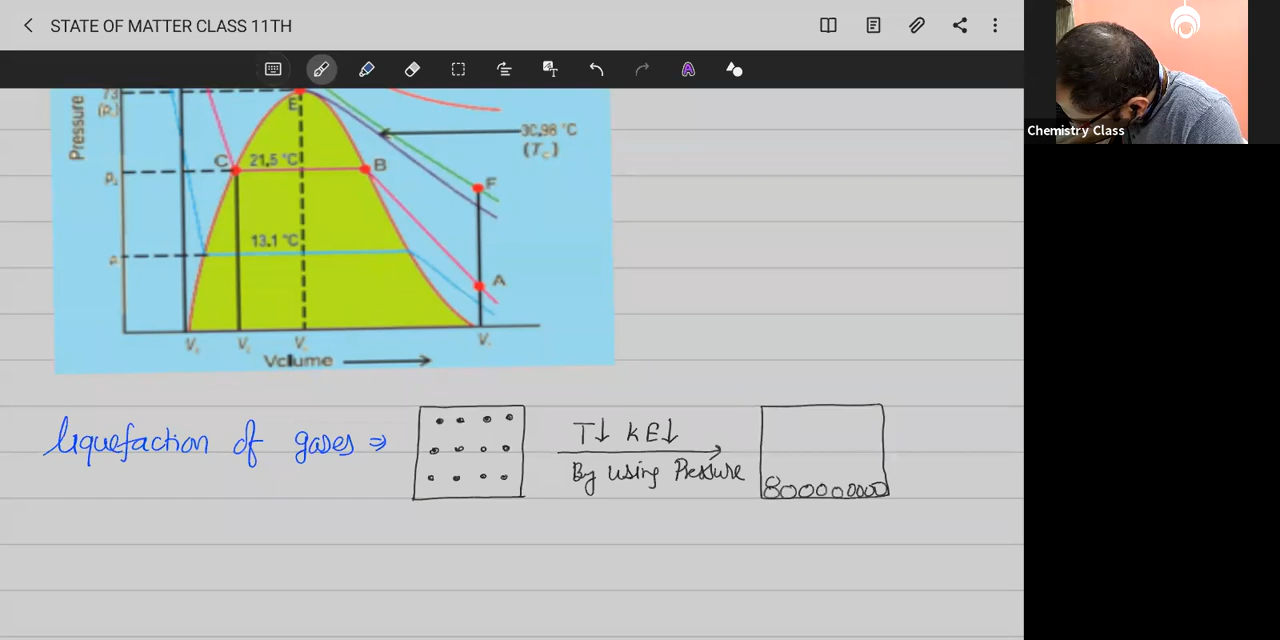 STATE OF MATTER CLASS 11TH
Chemistry Class
Pressure
E
30.98 °C
(Tc)
C
21.5 °C
B
F
13.1 °C
A
Volume
liquefaction of gases ⇒
T↓ KE↓
By using Pressure